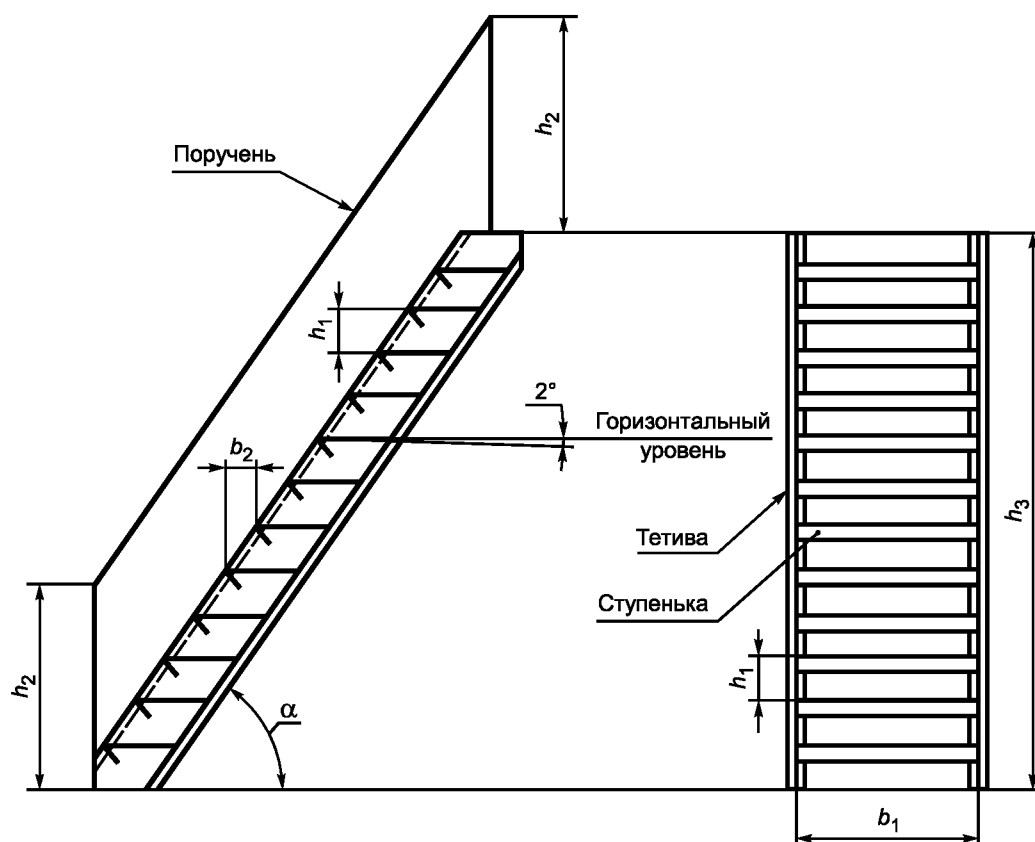 h2
Поручень
h1
2°
Горизонтальный
уровень
b2
h3
Тетива
Ступенька
h1
h2
α
b1